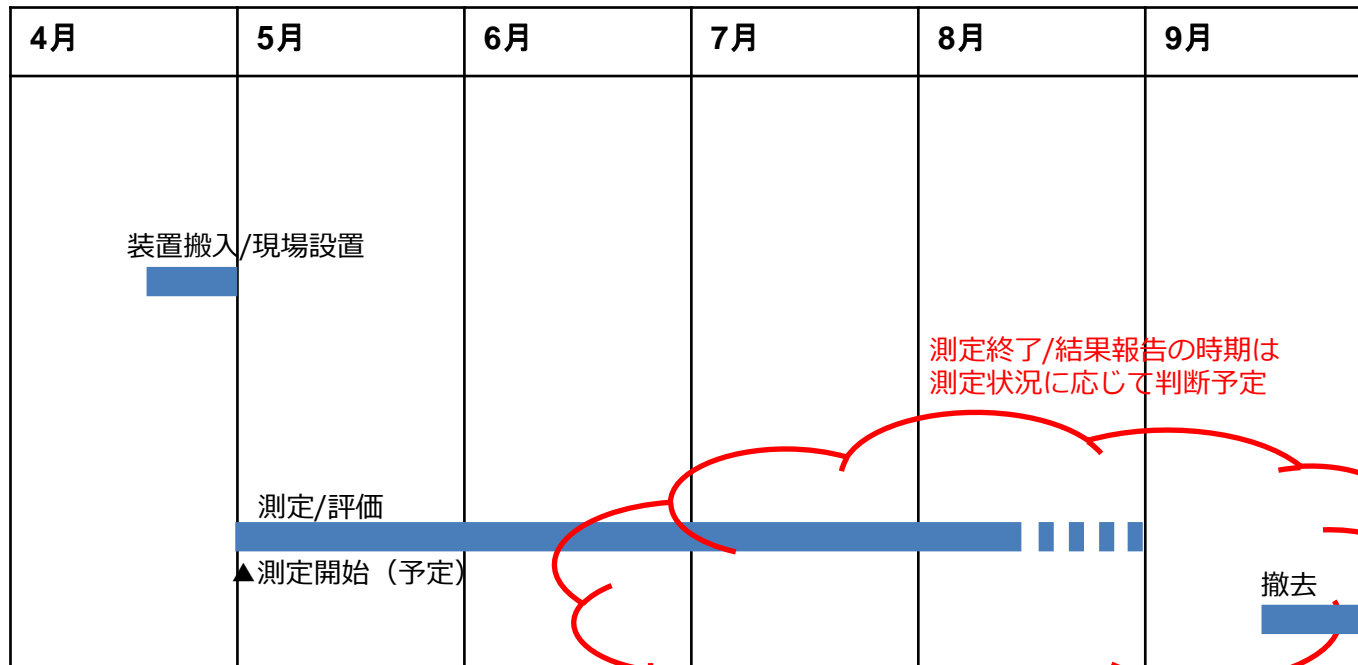 4月 5月 6月 7月 8月 9月
装置搬入/現場設置
測定終了/結果報告の時期は
測定状況に応じて判断予定
測定/評価
▲測定開始（予定）
撤去